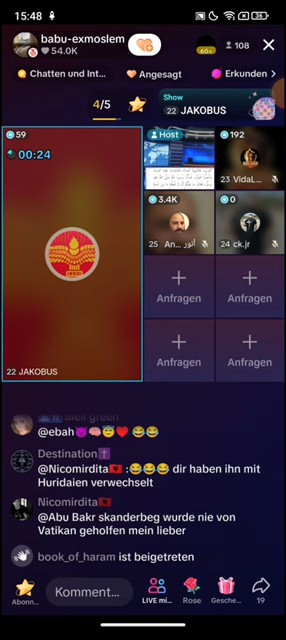 15:48
36
babu-exmoslem
54.0K
60+
108
Chatten und Int...
Angesagt
Erkunden
4/5
Show
22 JAKOBUS
59
00:24
Host
192
23 VidaL...
3.4K
0
25 An... أنور
24 ck.jr
Anfragen
Anfragen
Anfragen
Anfragen
22 JAKOBUS
@ebah😈🧠😇❤️ 😂😂
Destination✝️
@Nicomirdita🇦🇱 :😂😂😂 dir haben ihn mit
Huridaien verwechselt
Nicomirdita🇦🇱
@Abu Bakr skanderbeg wurde nie von
Vatikan geholfen mein lieber
book_of_haram ist beigetreten
Komment...
Abonn...
LIVE mi...
Rose
Gesche...
19